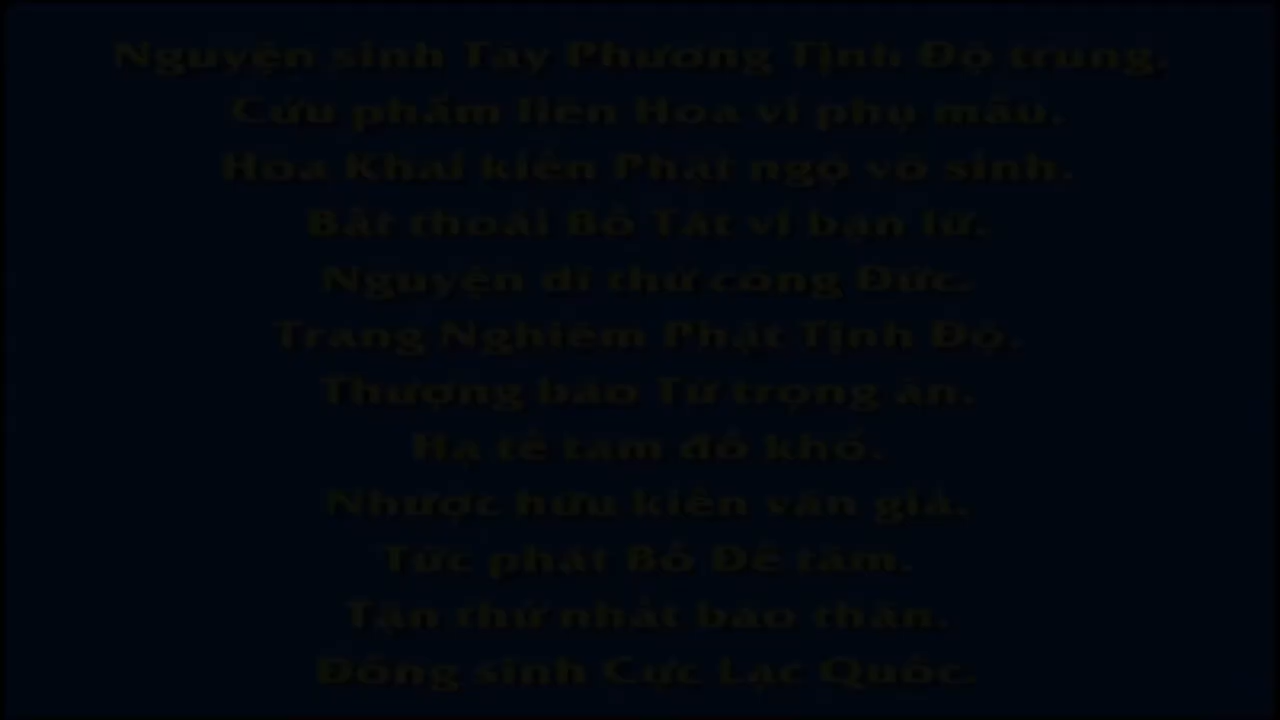 Nguyện sinh Tây Phương Tịnh Độ trung,
Cửu phẩm liên Hoa vi phụ mẫu.
Hoa Khai kiến Phật ngộ vô sinh.
Bất thoái Bồ Tát vi bạn lữ.
Nguyện dĩ thử công Đức.
Trang Nghiêm Phật Tịnh Độ.
Thượng báo Tứ trọng ân.
Hạ tế tam đồ khổ.
Nhược hữu kiến văn giả.
Tức phát Bồ Đề tâm.
Tận thử nhất báo thân.
Đồng sinh Cực Lạc Quốc.